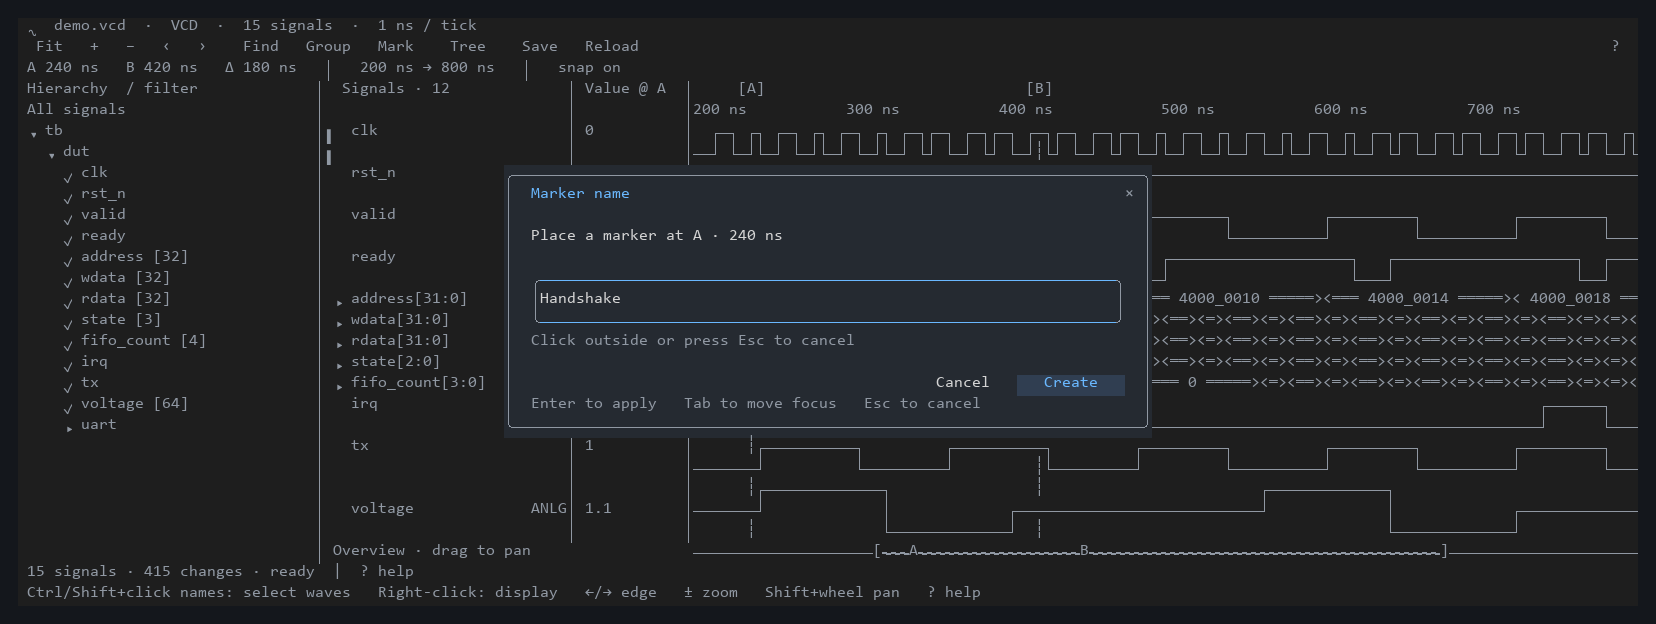 ∿ demo.vcd · VCD · 15 signals · 1 ns / tick
Fit + − ‹ › Find Group Mark Tree Save Reload ?
A 240 ns B 420 ns Δ 180 ns │ 200 ns → 800 ns │ snap on
Hierarchy / filter Signals · 12 Value @ A [A] [B]
All signals 200 ns 300 ns 400 ns 500 ns 600 ns 700 ns
▾ tb clk 0
▾ dut
✓ clk rst_n
✓ rst_n Marker name ×
✓ valid valid
✓ ready Place a marker at A · 240 ns
✓ address [32] ready
✓ wdata [32]
✓ rdata [32] ▸ address[31:0] Handshake 4000_0010 4000_0014 4000_0018
✓ state [3] ▸ wdata[31:0]
✓ fifo_count [4] ▸ rdata[31:0] Click outside or press Esc to cancel
✓ irq ▸ state[2:0]
✓ tx ▸ fifo_count[3:0] Cancel Create 0
✓ voltage [64] irq Enter to apply Tab to move focus Esc to cancel
▸ uart
tx 1
voltage ANLG 1.1
Overview · drag to pan [ A B ]
15 signals · 415 changes · ready │ ? help
Ctrl/Shift+click names: select waves Right-click: display ←/→ edge ± zoom Shift+wheel pan ? help